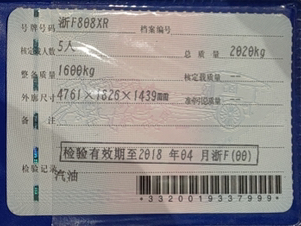 号牌号码 浙F808XR 档案编号
核定载人数 5人 总质量 2020kg
整备质量 1600kg 核定载质量 --
外廓尺寸 4761×1826×1439mm 准牵引总质量 --
备注
检验有效期至2018 年04 月浙F(00)
检验记录
汽油
*3320019337999*